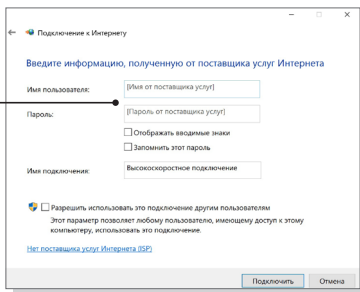 Подключение к Интернету
Введите информацию, полученную от поставщика услуг Интернета
Имя пользователя:
[Имя от поставщика услуг]
Пароль:
[Пароль от поставщика услуг]
Отображать вводимые знаки
Запомнить этот пароль
Имя подключения:
Высокоскоростное подключение
Разрешить использовать это подключение другим пользователям
Этот параметр позволяет любому пользователю, имеющему доступ к этому
компьютеру, использовать это подключение.
Нет поставщика услуг Интернета (ISP)
Подключить
Отмена